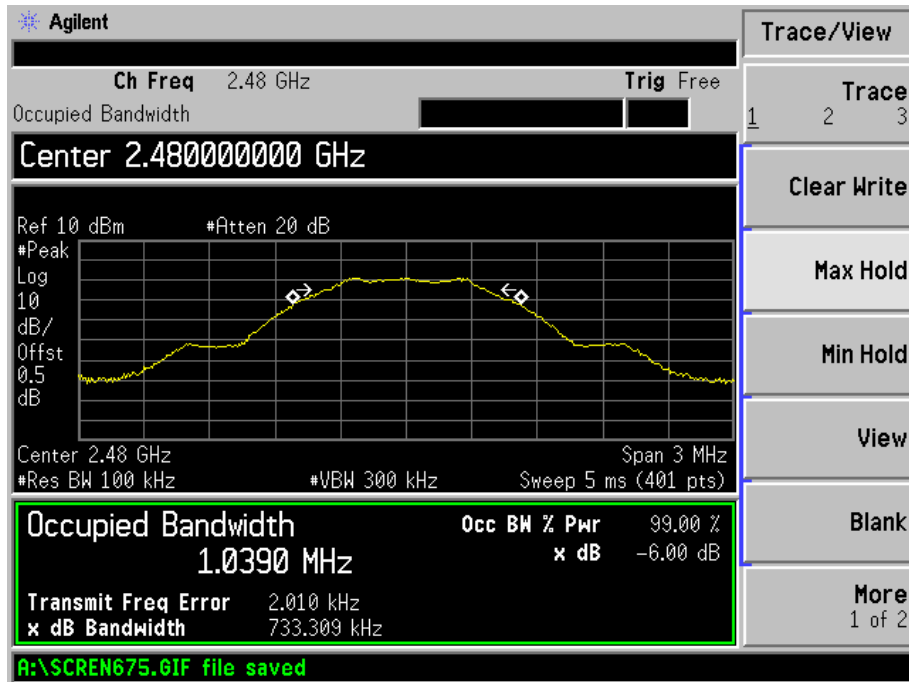 Agilent
Trace/View
Ch Freq 2.48 GHz Trig Free
Occupied Bandwidth
Trace
1 2 3
Center 2.480000000 GHz
Clear Write
Ref 10 dBm #Atten 20 dB
#Peak
Log
10
dB/
Offst
0.5
dB
Max Hold
Min Hold
Center 2.48 GHz Span 3 MHz
#Res BW 100 kHz #VBW 300 kHz Sweep 5 ms (401 pts)
View
Occupied Bandwidth Occ BW % Pwr 99.00 %
1.0390 MHz x dB -6.00 dB
Blank
Transmit Freq Error 2.010 kHz
x dB Bandwidth 733.309 kHz
More
1 of 2
A:\SCREN675.GIF file saved